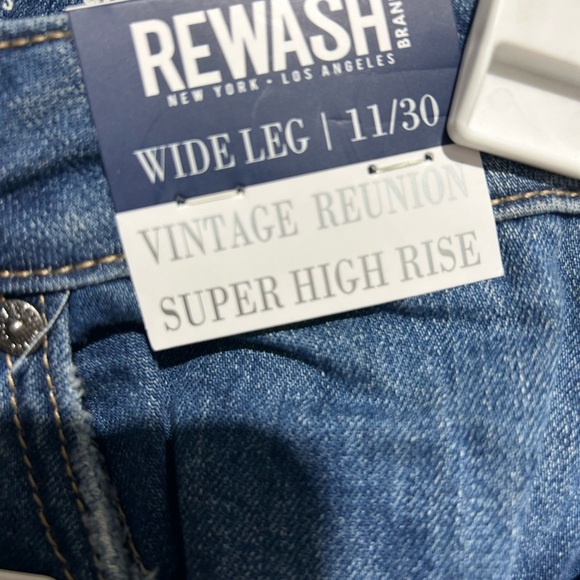 REWASH
BRAND
NEW YORK • LOS ANGELES
WIDE LEG | 11/30
VINTAGE REUNION
SUPER HIGH RISE